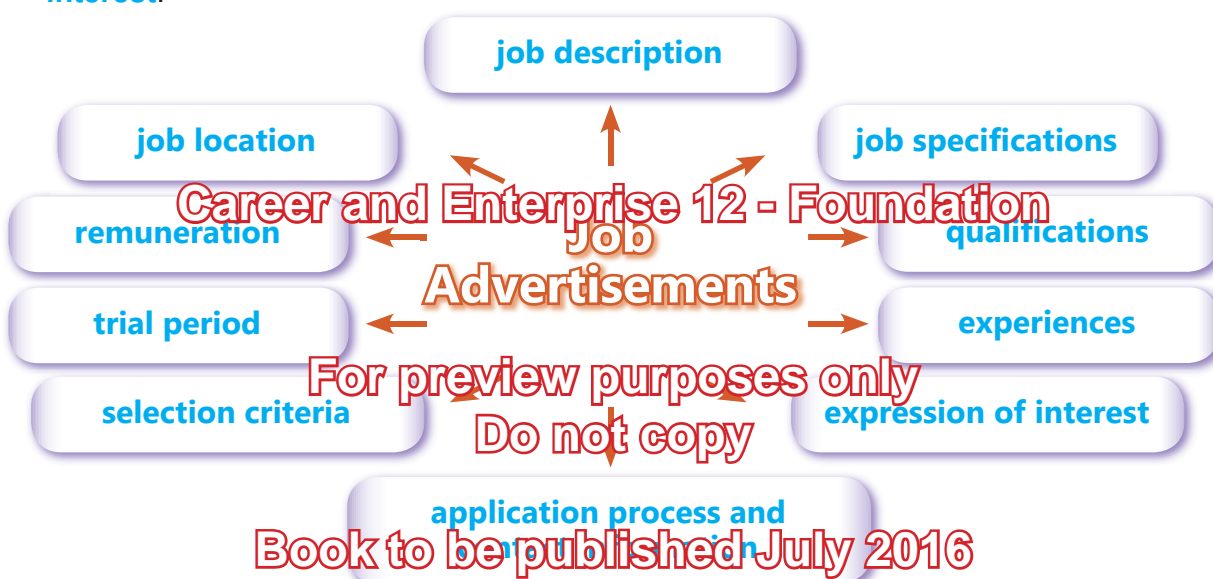 interest.
job description
job location
job specifications
Career and Enterprise 12 - Foundation
remuneration
Job
qualifications
Advertisements
trial period
experiences
For preview purposes only
selection criteria
expression of interest
Do not copy
application process and
Book to be published July 2016